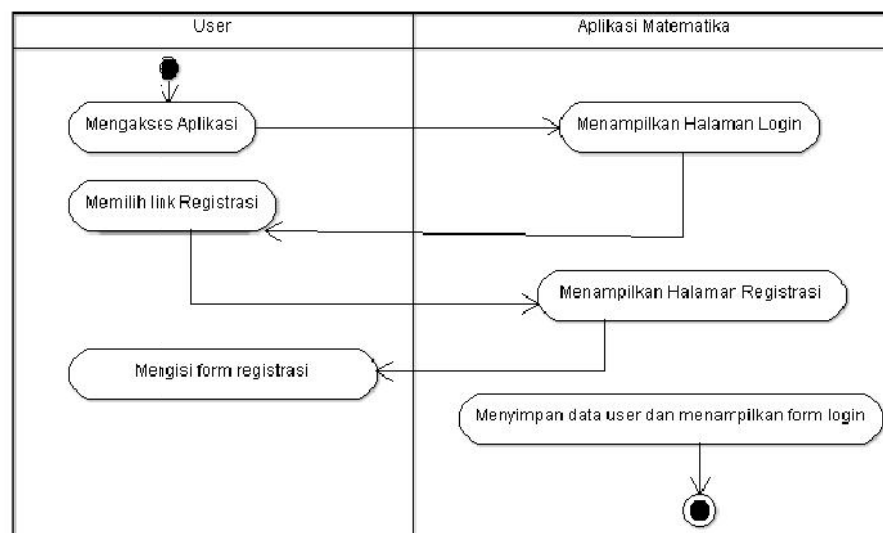 User
Aplikasi Matematika
Mengakses Aplikasi
Menampilkan Halaman Login
Memilih link Registrasi
Menampilkan Halaman Registrasi
Mengisi form registrasi
Menyimpan data user dan menampilkan form login